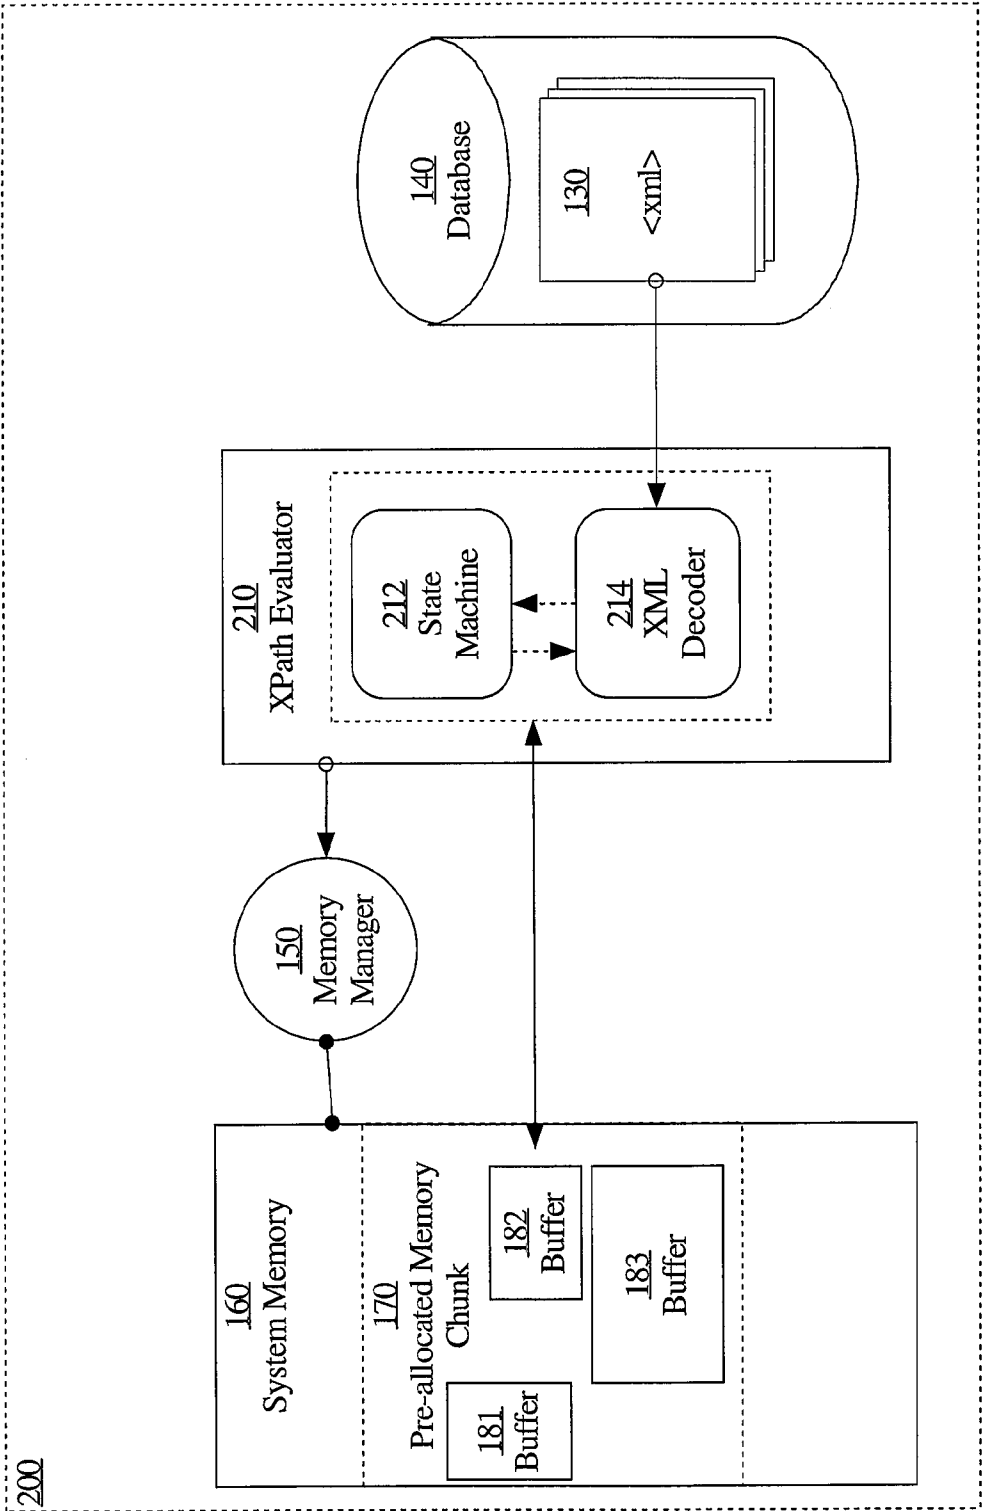 200
160
System Memory
170
Pre-allocated Memory
Chunk
181
Buffer
182
Buffer
183
Buffer
150
Memory
Manager
210
XPath Evaluator
212
State
Machine
214
XML
Decoder
140
Database
130
<xml>